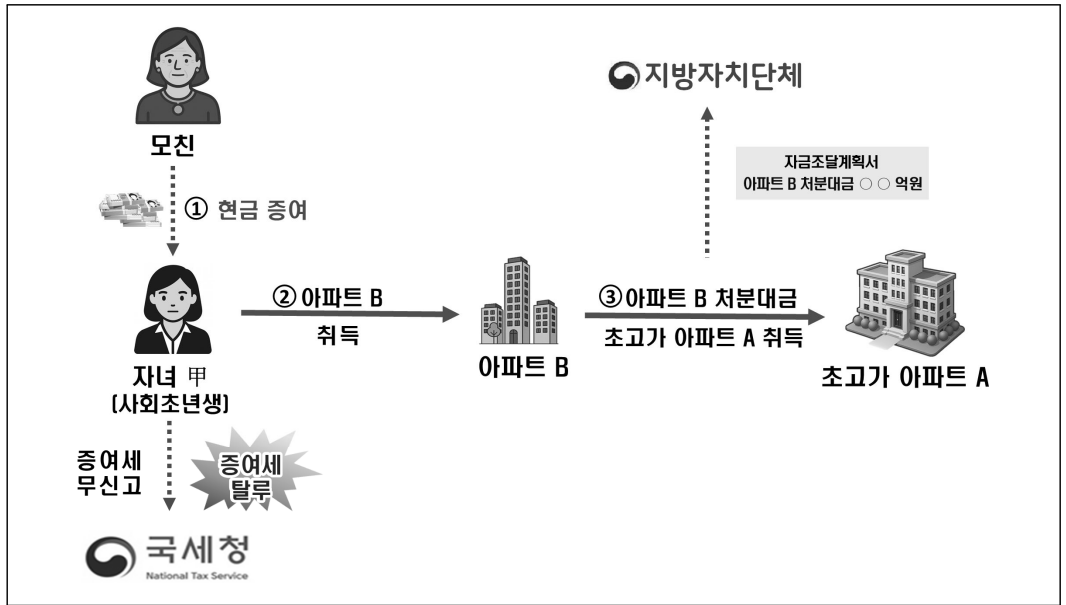 모친
지방자치단체
자금조달계획서
아파트 B 처분대금 ○ ○ 억원
① 현금 증여
② 아파트 B
취득
③ 아파트 B 처분대금
초고가 아파트 A 취득
아파트 B
초고가 아파트 A
자녀 甲
(사회초년생)
증여세
무신고
증여세
탈루
국세청
National Tax Service